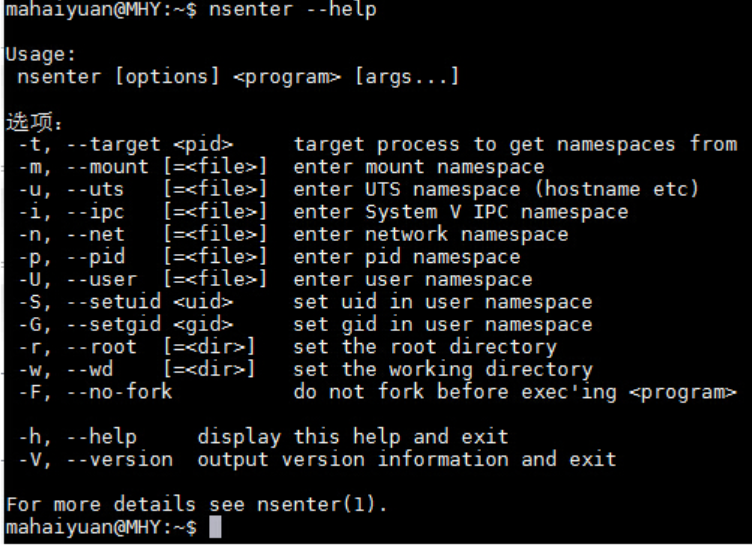 mahaiyuan@MHY:~$ nsenter --help
Usage:
nsenter [options] <program> [args...]
选项：
-t, --target <pid> target process to get namespaces from
-m, --mount [=<file>] enter mount namespace
-u, --uts [=<file>] enter UTS namespace (hostname etc)
-i, --ipc [=<file>] enter System V IPC namespace
-n, --net [=<file>] enter network namespace
-p, --pid [=<file>] enter pid namespace
-U, --user [=<file>] enter user namespace
-S, --setuid <uid> set uid in user namespace
-G, --setgid <gid> set gid in user namespace
-r, --root [=<dir>] set the root directory
-w, --wd [=<dir>] set the working directory
-F, --no-fork do not fork before exec'ing <program>
-h, --help display this help and exit
-V, --version output version information and exit
For more details see nsenter(1).
mahaiyuan@MHY:~$